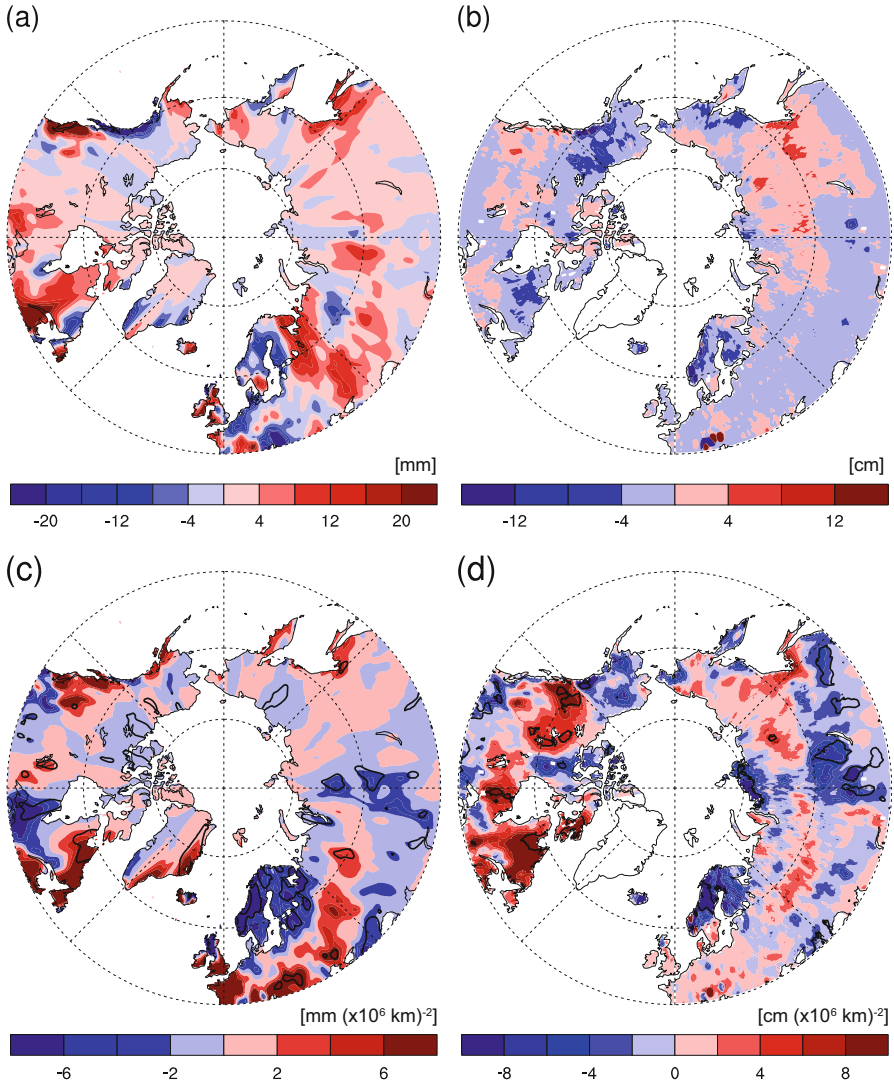 (a) (b)
[mm] [cm]
-20 -12 -4 4 12 20 -12 -4 4 12
(c) (d)
[mm (x10⁶ km)⁻²] [cm (x10⁶ km)⁻²]
-6 -2 2 6 -8 -4 0 4 8